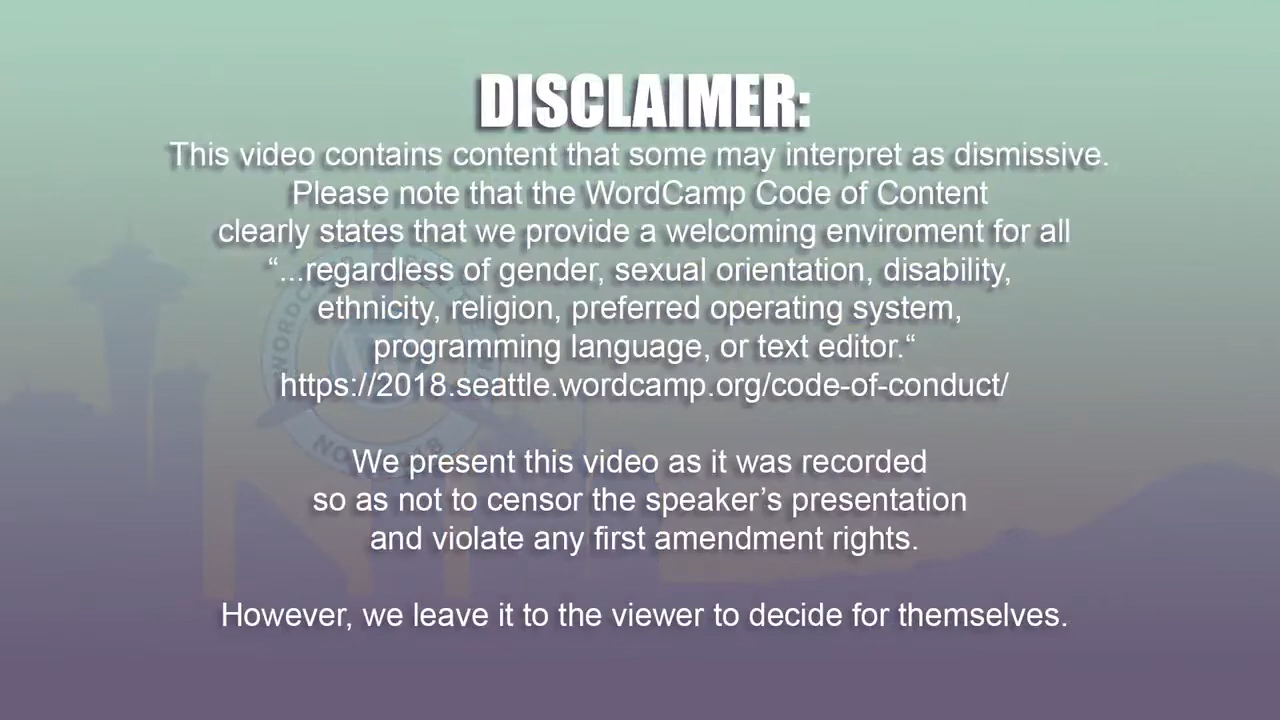 DISCLAIMER:
This video contains content that some may interpret as dismissive.
Please note that the WordCamp Code of Content
clearly states that we provide a welcoming enviroment for all
“...regardless of gender, sexual orientation, disability,
ethnicity, religion, preferred operating system,
programming language, or text editor.“
https://2018.seattle.wordcamp.org/code-of-conduct/
We present this video as it was recorded
so as not to censor the speaker’s presentation
and violate any first amendment rights.
However, we leave it to the viewer to decide for themselves.